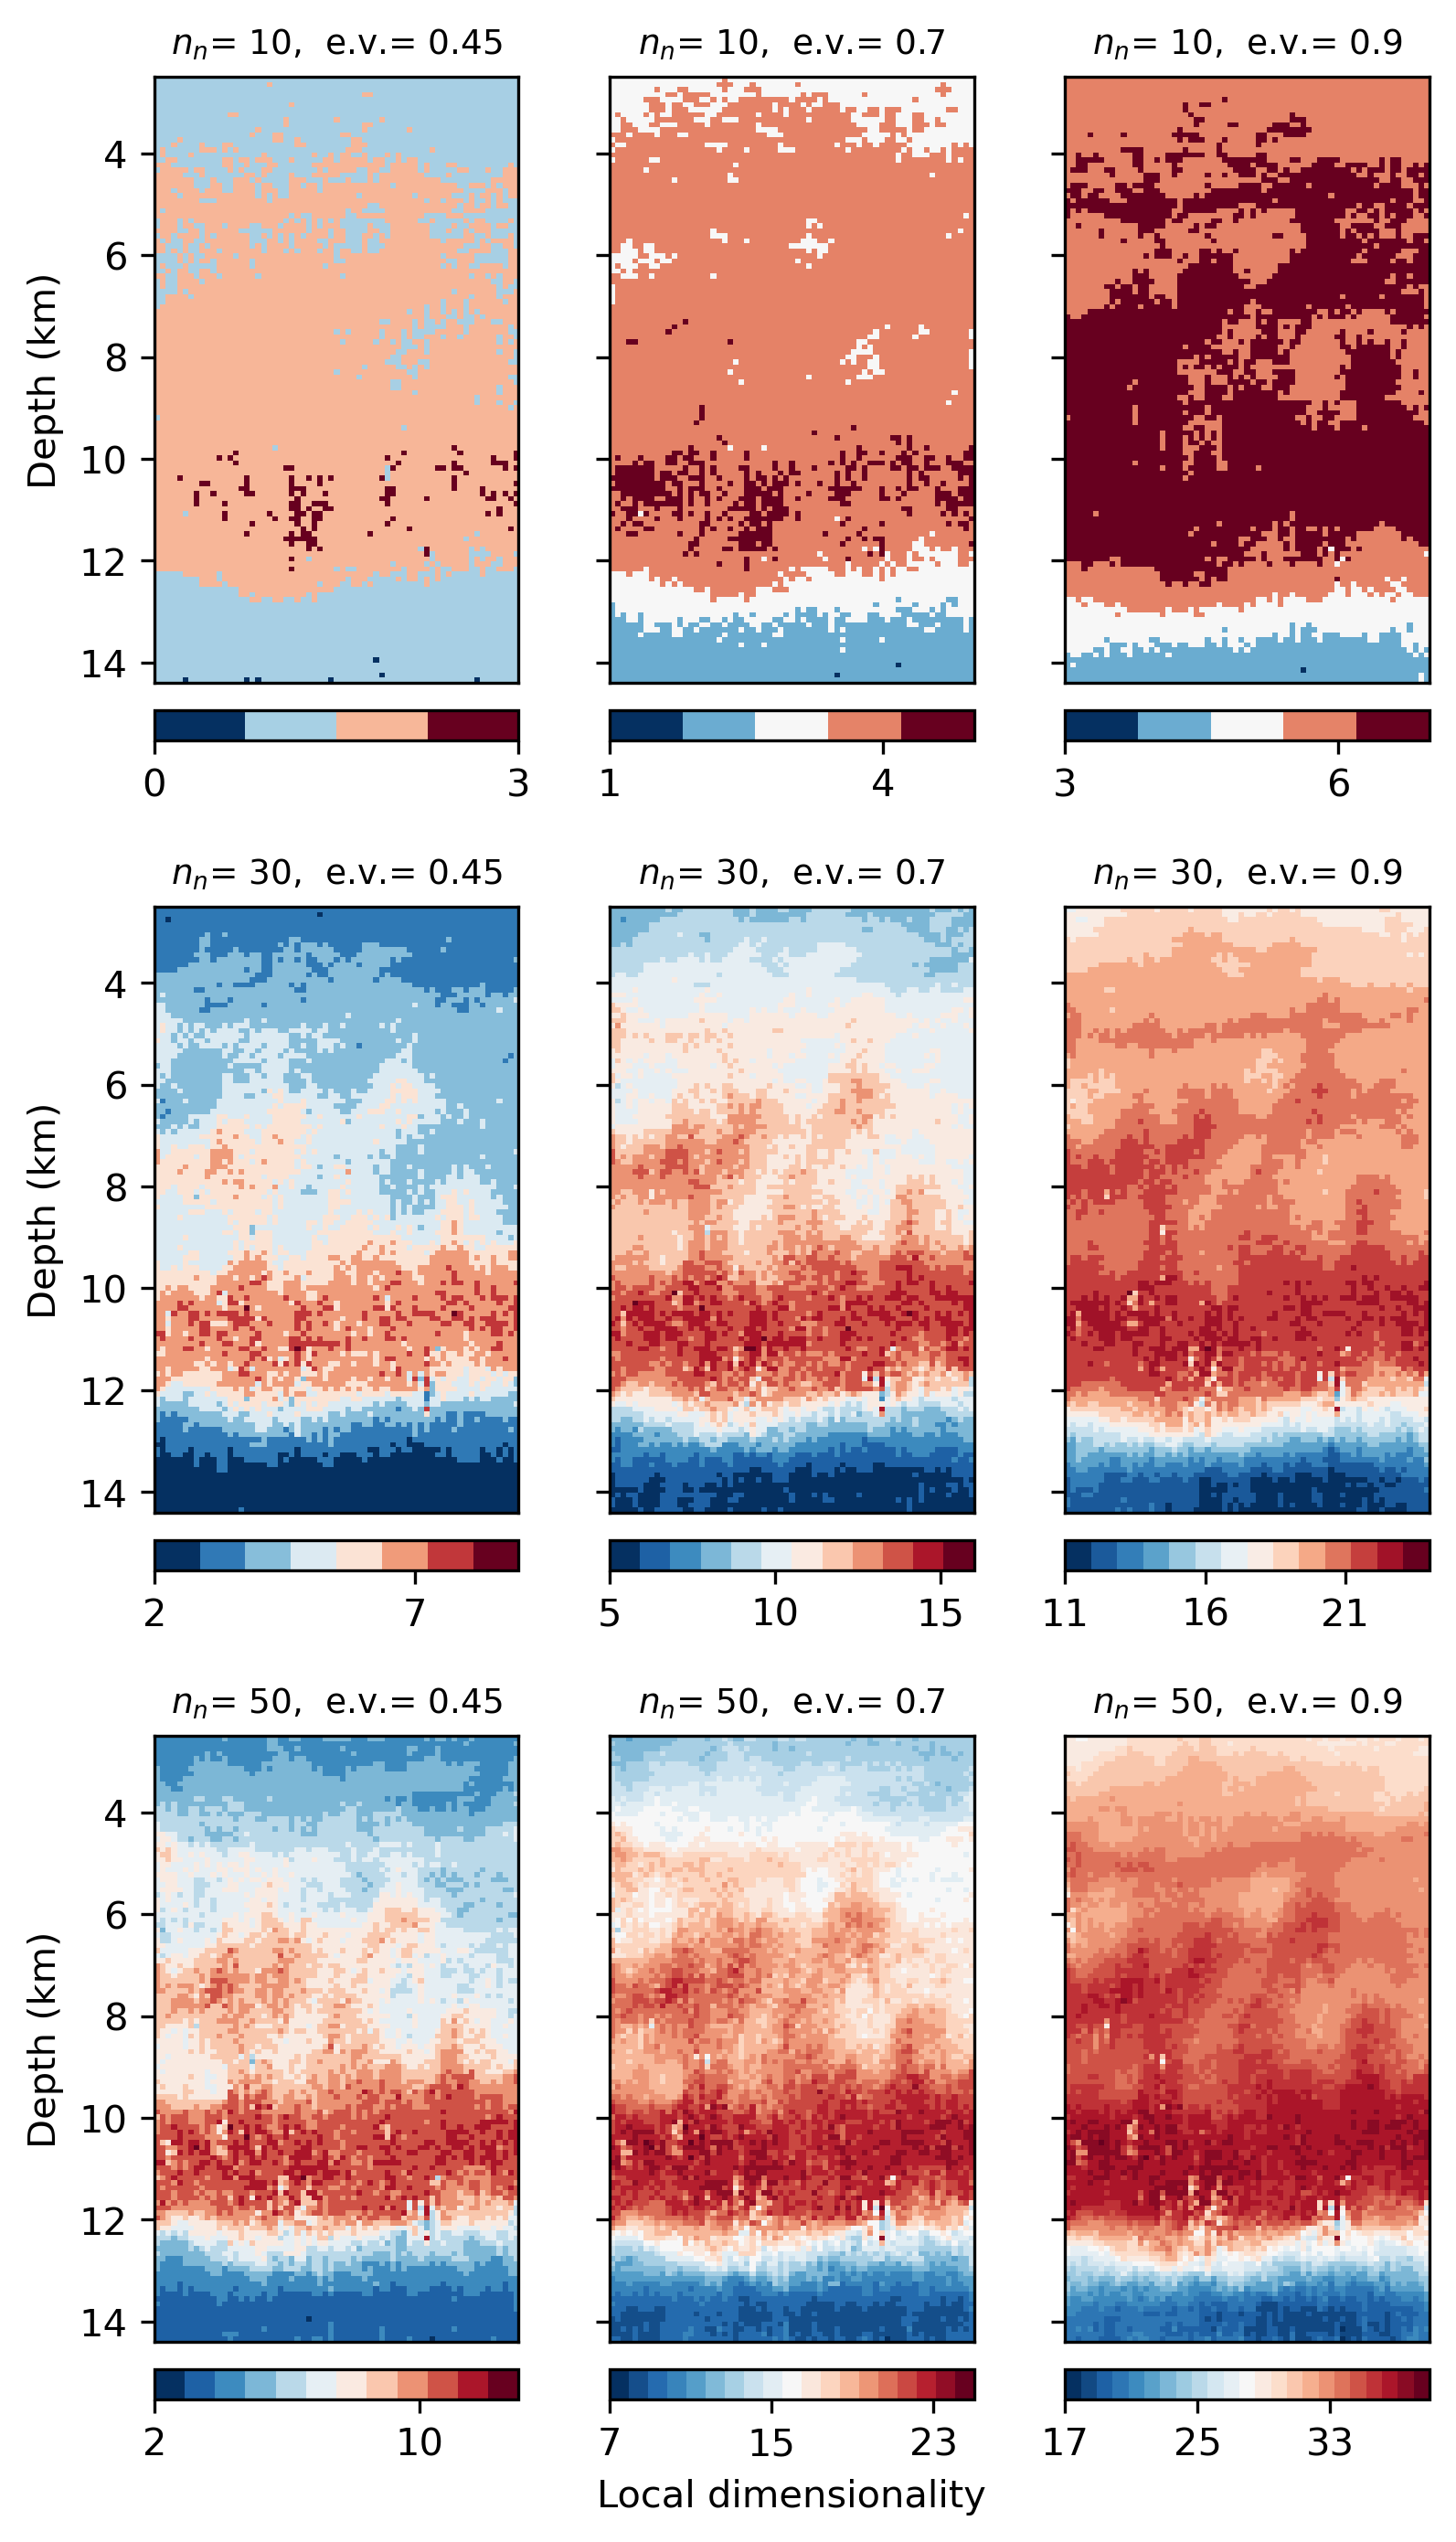 n_n= 10,  e.v.= 0.45
n_n= 10,  e.v.= 0.7
n_n= 10,  e.v.= 0.9
Depth (km)
4
6
8
10
12
14
0 3
1 4
3 6
n_n= 30,  e.v.= 0.45
n_n= 30,  e.v.= 0.7
n_n= 30,  e.v.= 0.9
Depth (km)
4
6
8
10
12
14
2 7
5 10 15
11 16 21
n_n= 50,  e.v.= 0.45
n_n= 50,  e.v.= 0.7
n_n= 50,  e.v.= 0.9
Depth (km)
4
6
8
10
12
14
2 10
7 15 23
17 25 33
Local dimensionality